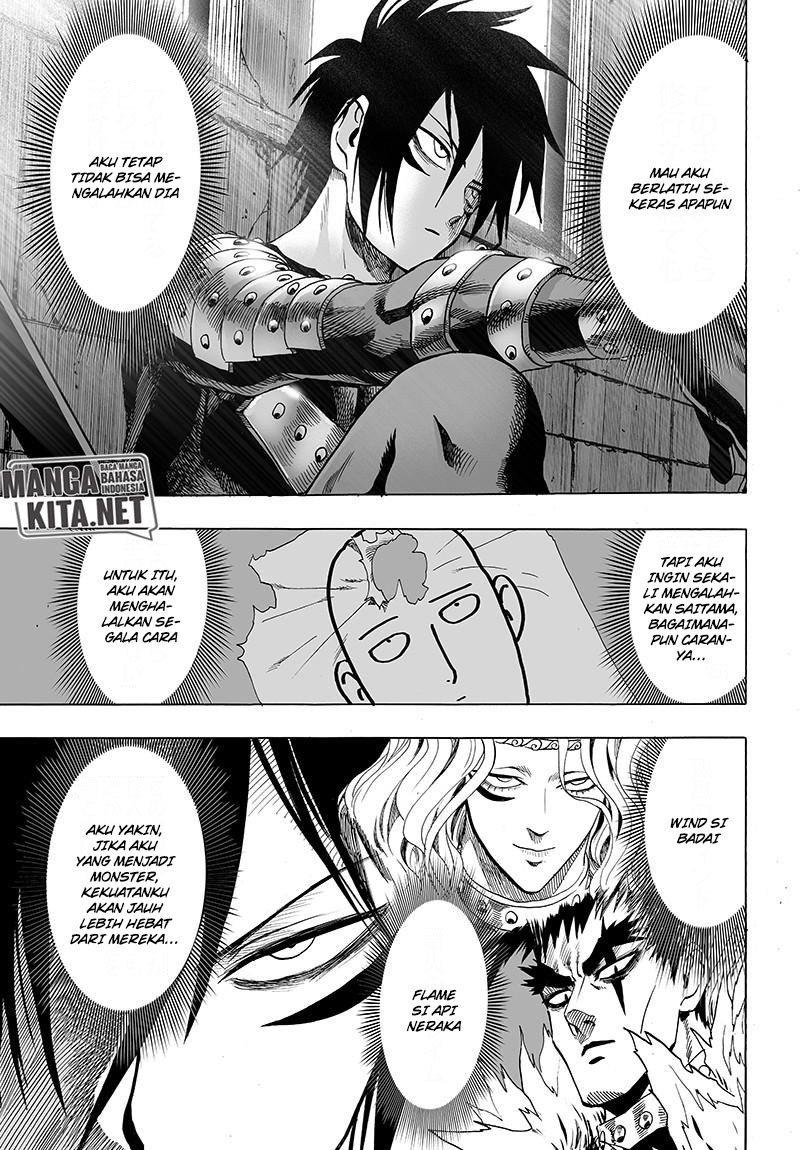 MAU AKU
BERLATIH SE-
KERAS APAPUN
AKU TETAP
TIDAK BISA ME-
NGALAHKAN DIA
MANGA
BACA MANGA
BAHASA
INDONESIA
KITA.NET
TAPI AKU
INGIN SEKA-
LI MENGALAH-
KAN SAITAMA,
BAGAIMANA-
PUN CARAN-
YA...
UNTUK ITU,
AKU AKAN
MENGHA-
LALKAN SE-
GALA CARA
WIND SI
BADAI
FLAME
SI API
NERAKA
AKU YAKIN,
JIKA AKU
YANG MENJADI
MONSTER,
KEKUATANKU
AKAN JAUH
LEBIH HEBAT
DARI MEREKA...